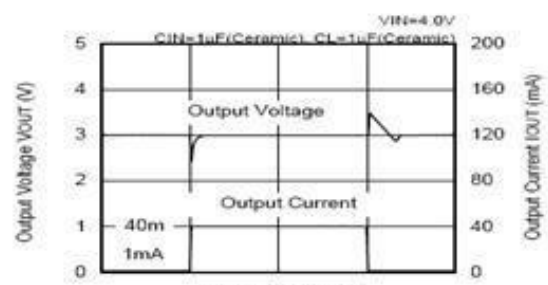 VIN=4.0V
CIN=1uF(Ceramic), CL=1uF(Ceramic)
5
4
3
2
1
0
Output Voltage VOUT (V)
Output Voltage
Output Current
40m
1mA
200
160
120
80
40
0
Output Current IOUT (mA)